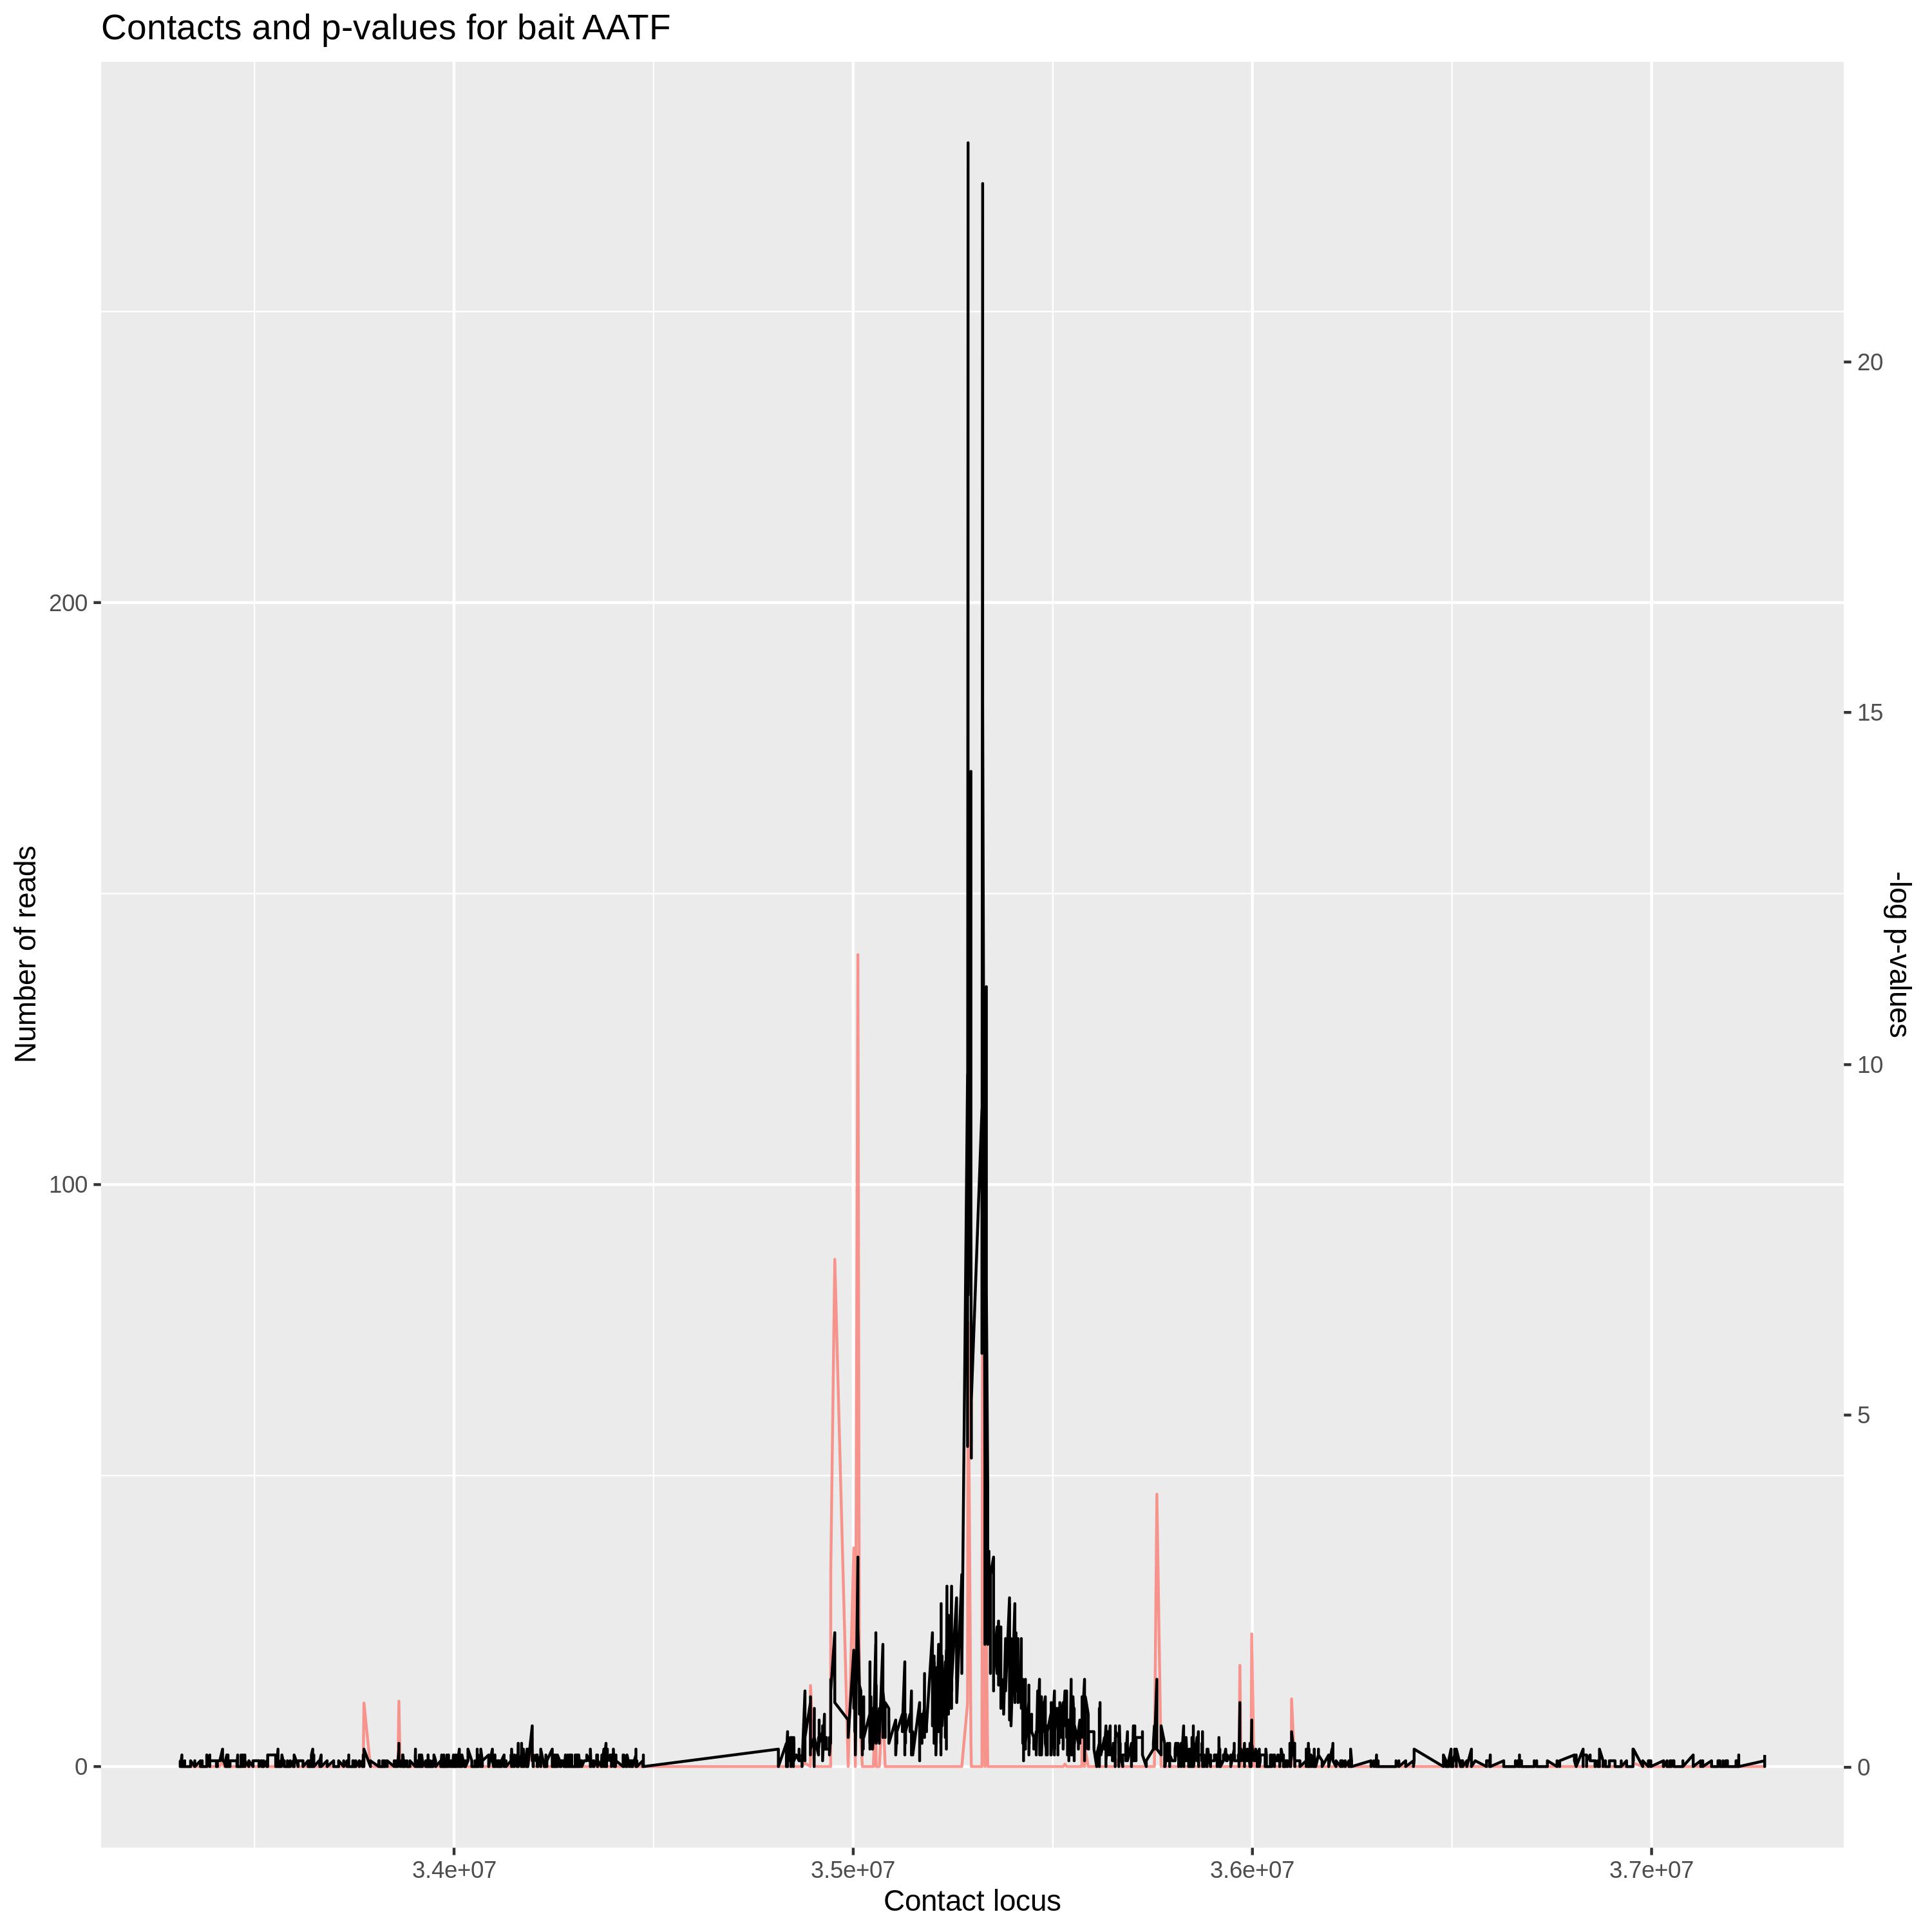 Contacts and p-values for bait AATF
Number of reads
200
100
0
20
15
10
5
0
-log p-values
3.4e+07 3.5e+07 3.6e+07 3.7e+07
Contact locus